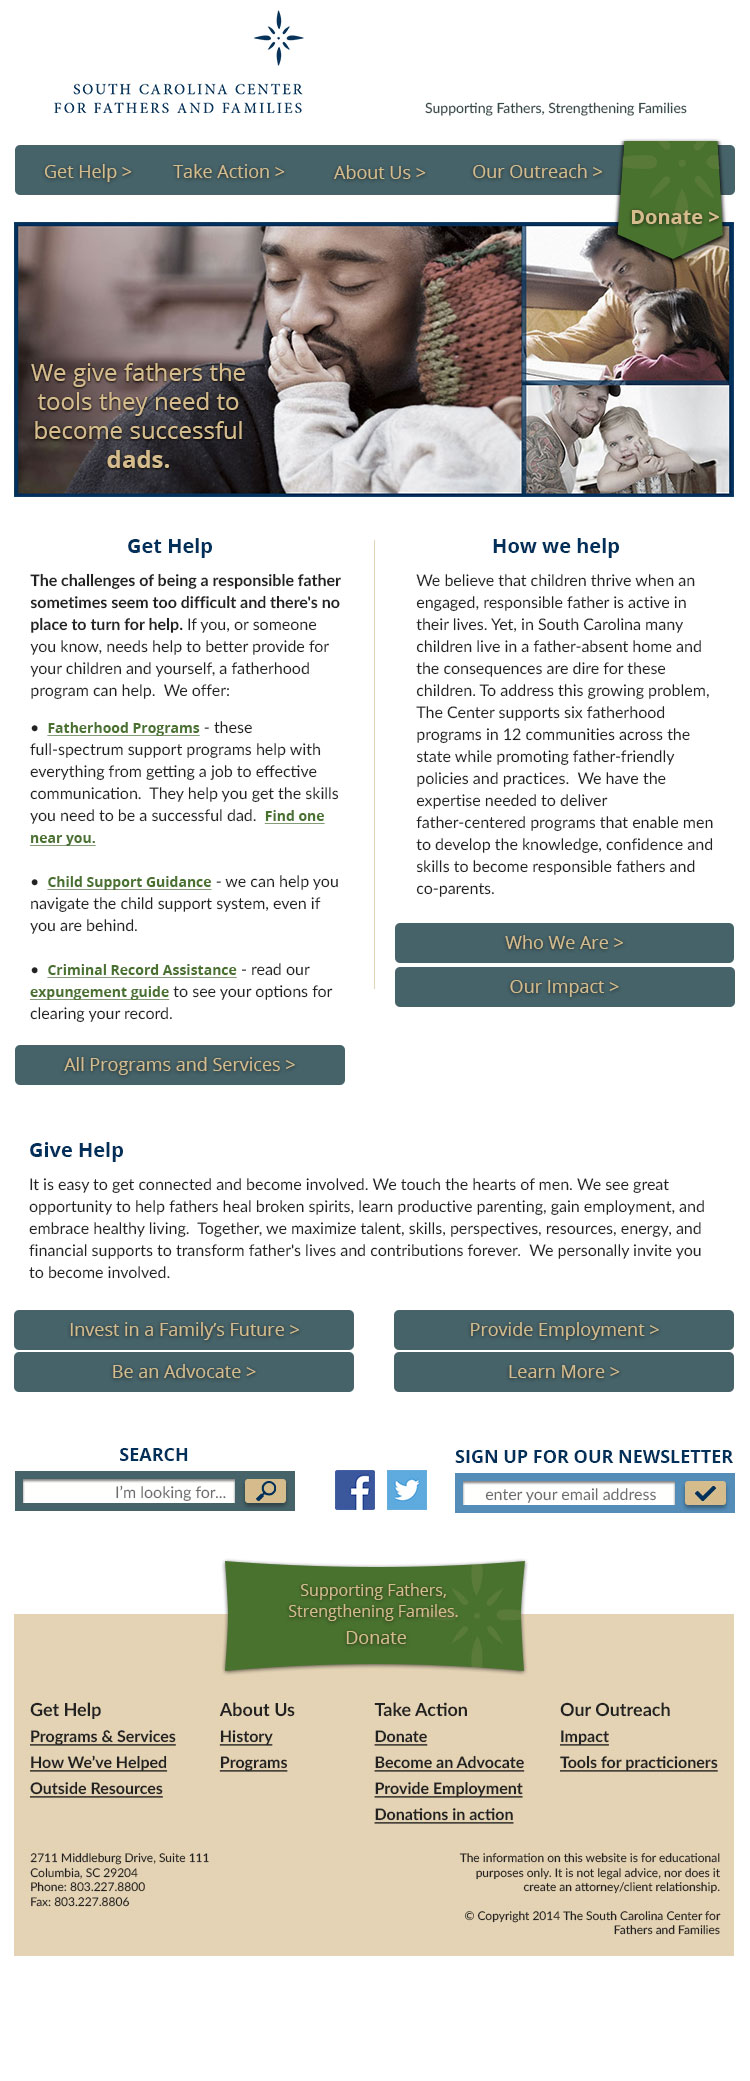 SOUTH CAROLINA CENTER
FOR FATHERS AND FAMILIES
Supporting Fathers, Strengthening Families
Get Help >
Take Action >
About Us >
Our Outreach >
Donate >
We give fathers the
tools they need to
become successful
dads.
Get Help
The challenges of being a responsible father
sometimes seem too difficult and there's no
place to turn for help. If you, or someone
you know, needs help to better provide for
your children and yourself, a fatherhood
program can help.  We offer:
• Fatherhood Programs - these
full-spectrum support programs help with
everything from getting a job to effective
communication.  They help you get the skills
you need to be a successful dad.  Find one
near you.
• Child Support Guidance - we can help you
navigate the child support system, even if
you are behind.
• Criminal Record Assistance - read our
expungement guide to see your options for
clearing your record.
All Programs and Services >
How we help
We believe that children thrive when an
engaged, responsible father is active in
their lives. Yet, in South Carolina many
children live in a father-absent home and
the consequences are dire for these
children. To address this growing problem,
The Center supports six fatherhood
programs in 12 communities across the
state while promoting father-friendly
policies and practices.  We have the
expertise needed to deliver
father-centered programs that enable men
to develop the knowledge, confidence and
skills to become responsible fathers and
co-parents.
Who We Are >
Our Impact >
Give Help
It is easy to get connected and become involved. We touch the hearts of men. We see great
opportunity to help fathers heal broken spirits, learn productive parenting, gain employment, and
embrace healthy living.  Together, we maximize talent, skills, perspectives, resources, energy, and
financial supports to transform father's lives and contributions forever.  We personally invite you
to become involved.
Invest in a Family's Future >
Provide Employment >
Be an Advocate >
Learn More >
SEARCH
I'm looking for...
SIGN UP FOR OUR NEWSLETTER
enter your email address
Supporting Fathers,
Strengthening Familes.
Donate
Get Help
Programs & Services
How We've Helped
Outside Resources
About Us
History
Programs
Take Action
Donate
Become an Advocate
Provide Employment
Donations in action
Our Outreach
Impact
Tools for practicioners
2711 Middleburg Drive, Suite 111
Columbia, SC 29204
Phone: 803.227.8800
Fax: 803.227.8806
The information on this website is for educational
purposes only. It is not legal advice, nor does it
create an attorney/client relationship.
© Copyright 2014 The South Carolina Center for
Fathers and Families